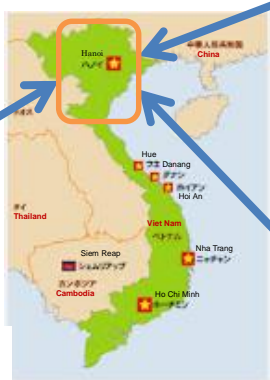 中華人民共和国
China
Hanoi
ハノイ
ラオス
Hue
フエ
Danang
ダナン
ホイアン
Hoi An
タイ
Thailand
Viet Nam
ベトナム
Siem Reap
シェムリアップ
Nha Trang
ニャチャン
カンボジア
Cambodia
Ho Chi Minh
ホーチミン